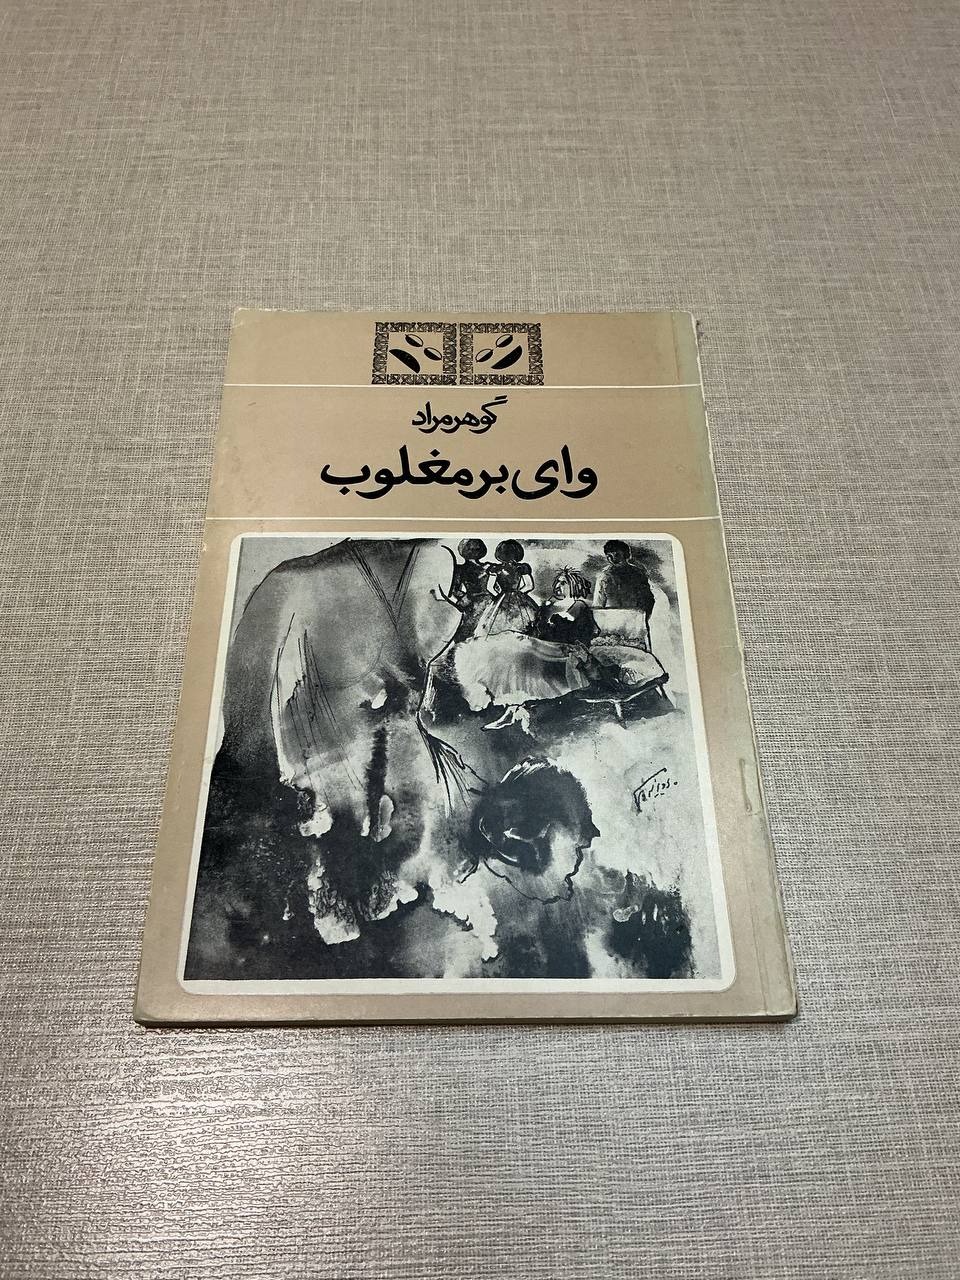 گوهرمراد
وای بر مغلوب